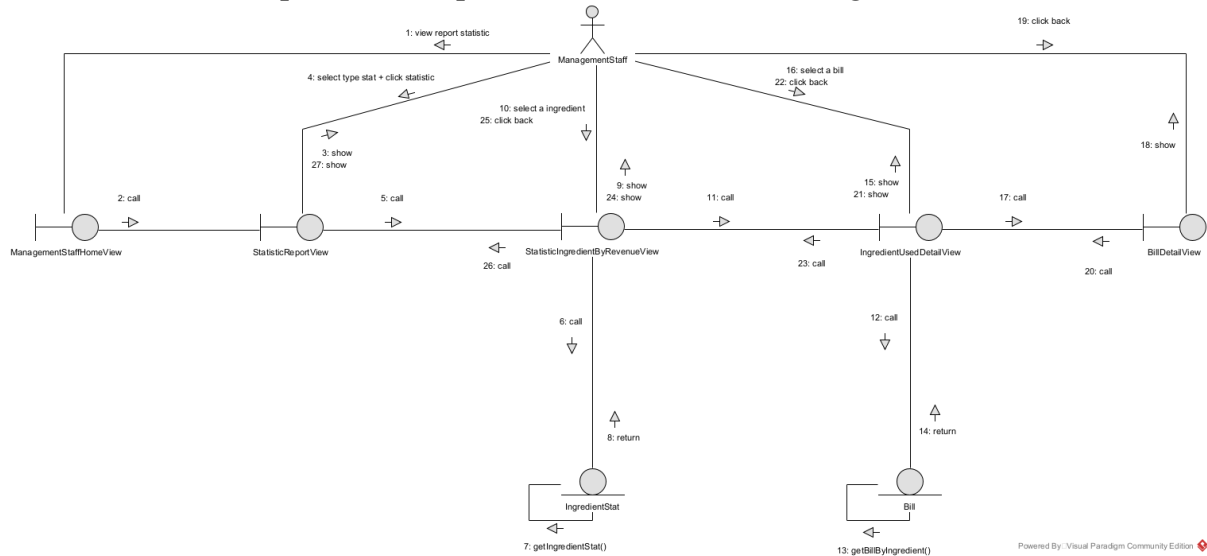 19: click back
1: view report statistic
ManagementStaff
4: select type stat + click statistic
16: select a bill
22: click back
10: select a ingredient
25: click back
3: show
27: show
18: show
9: show
24: show
15: show
21: show
2: call
5: call
11: call
17: call
ManagementStaffHomeView
StatisticReportView
StatisticIngredientByRevenueView
IngredientUsedDetailView
BillDetailView
26: call
23: call
20: call
6: call
12: call
8: return
14: return
IngredientStat
Bill
7: getIngredientStat()
13: getBillByIngredient()
Powered By: Visual Paradigm Community Edition